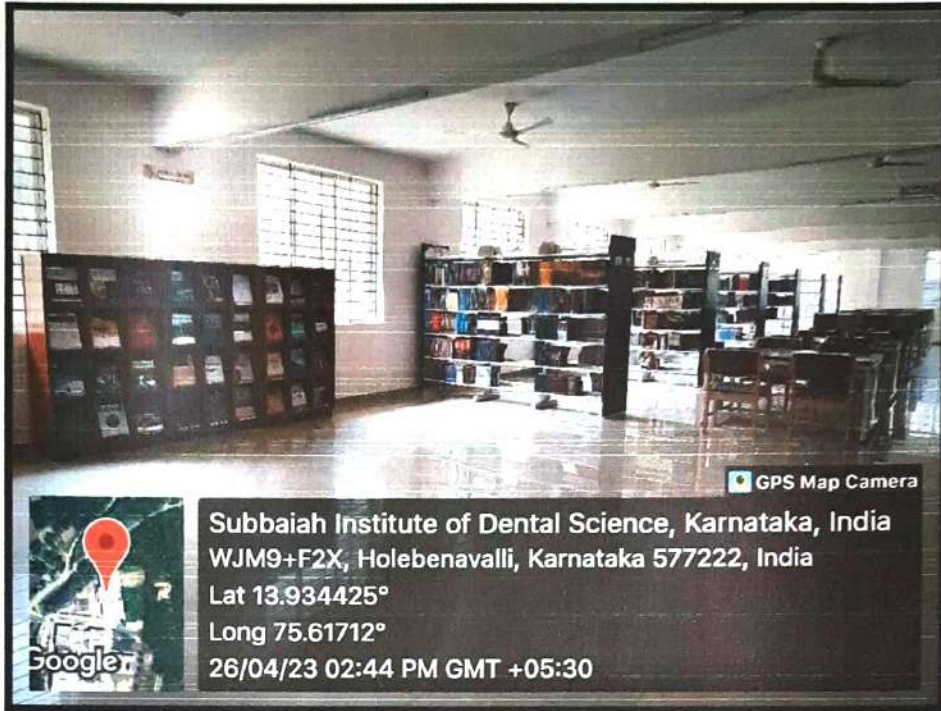 GPS Map Camera
Subbaiah Institute of Dental Science, Karnataka, India
WJM9+F2X, Holebenavalli, Karnataka 577222, India
Lat 13.934425°
Long 75.61712°
26/04/23 02:44 PM GMT +05:30
Google